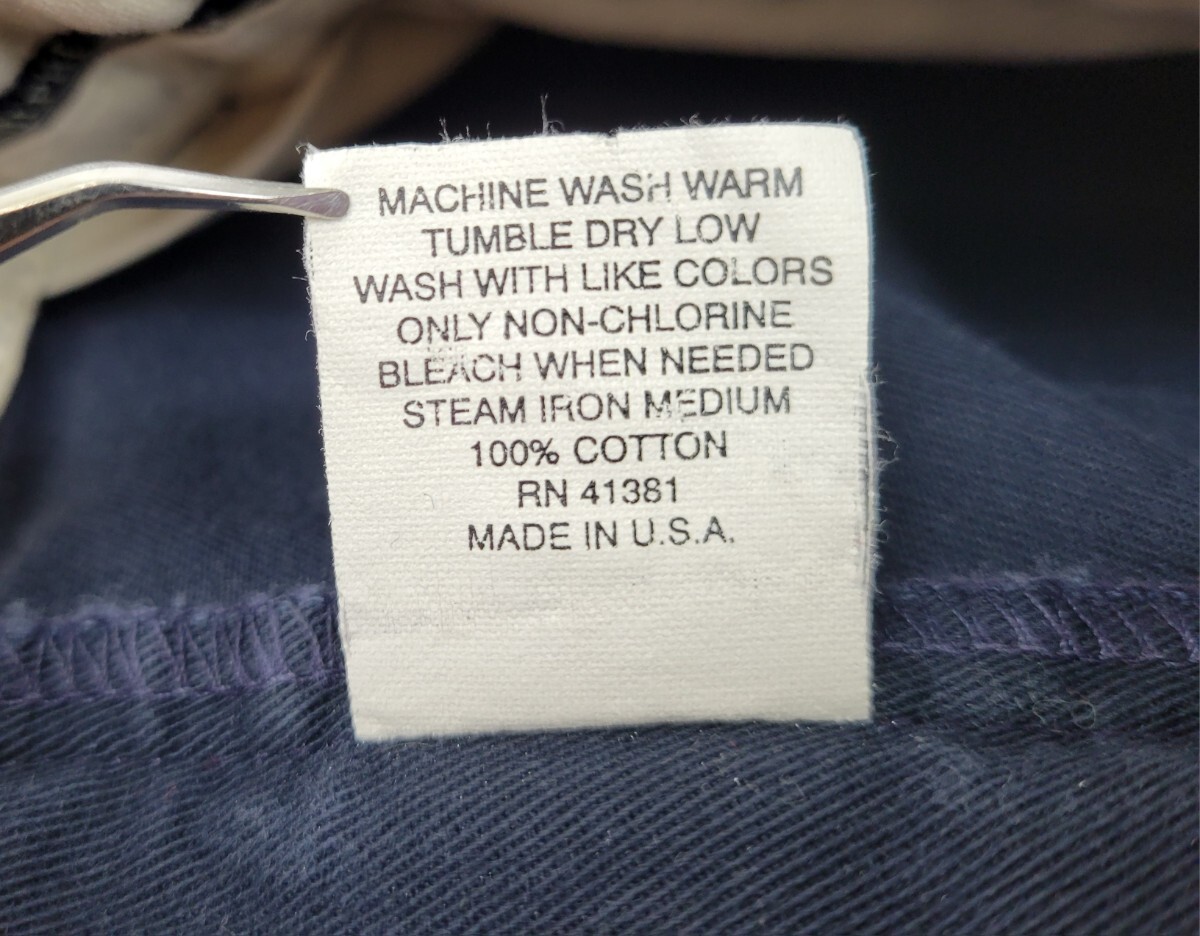 MACHINE WASH WARM
TUMBLE DRY LOW
WASH WITH LIKE COLORS
ONLY NON-CHLORINE
BLEACH WHEN NEEDED
STEAM IRON MEDIUM
100% COTTON
RN 41381
MADE IN U.S.A.